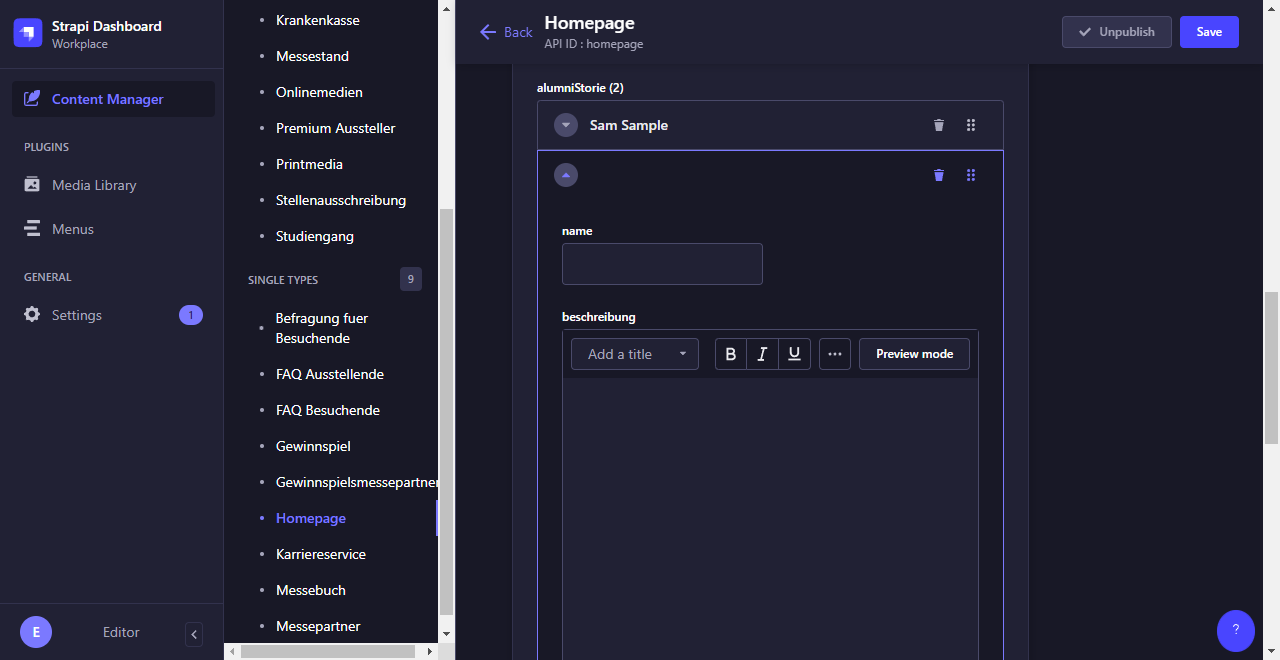 Strapi Dashboard
Workplace
Content Manager
PLUGINS
Media Library
Menus
GENERAL
Settings
1
E
Editor
Krankenkasse
Messestand
Onlinemedien
Premium Aussteller
Printmedia
Stellenausschreibung
Studiengang
SINGLE TYPES
9
Befragung fuer
Besuchende
FAQ Ausstellende
FAQ Besuchende
Gewinnspiel
Gewinnspielsmessepartner
Homepage
Karriereservice
Messebuch
Messepartner
Back
Homepage
API ID : homepage
Unpublish
Save
alumniStorie (2)
Sam Sample
name
beschreibung
Add a title
B
I
U
Preview mode
?